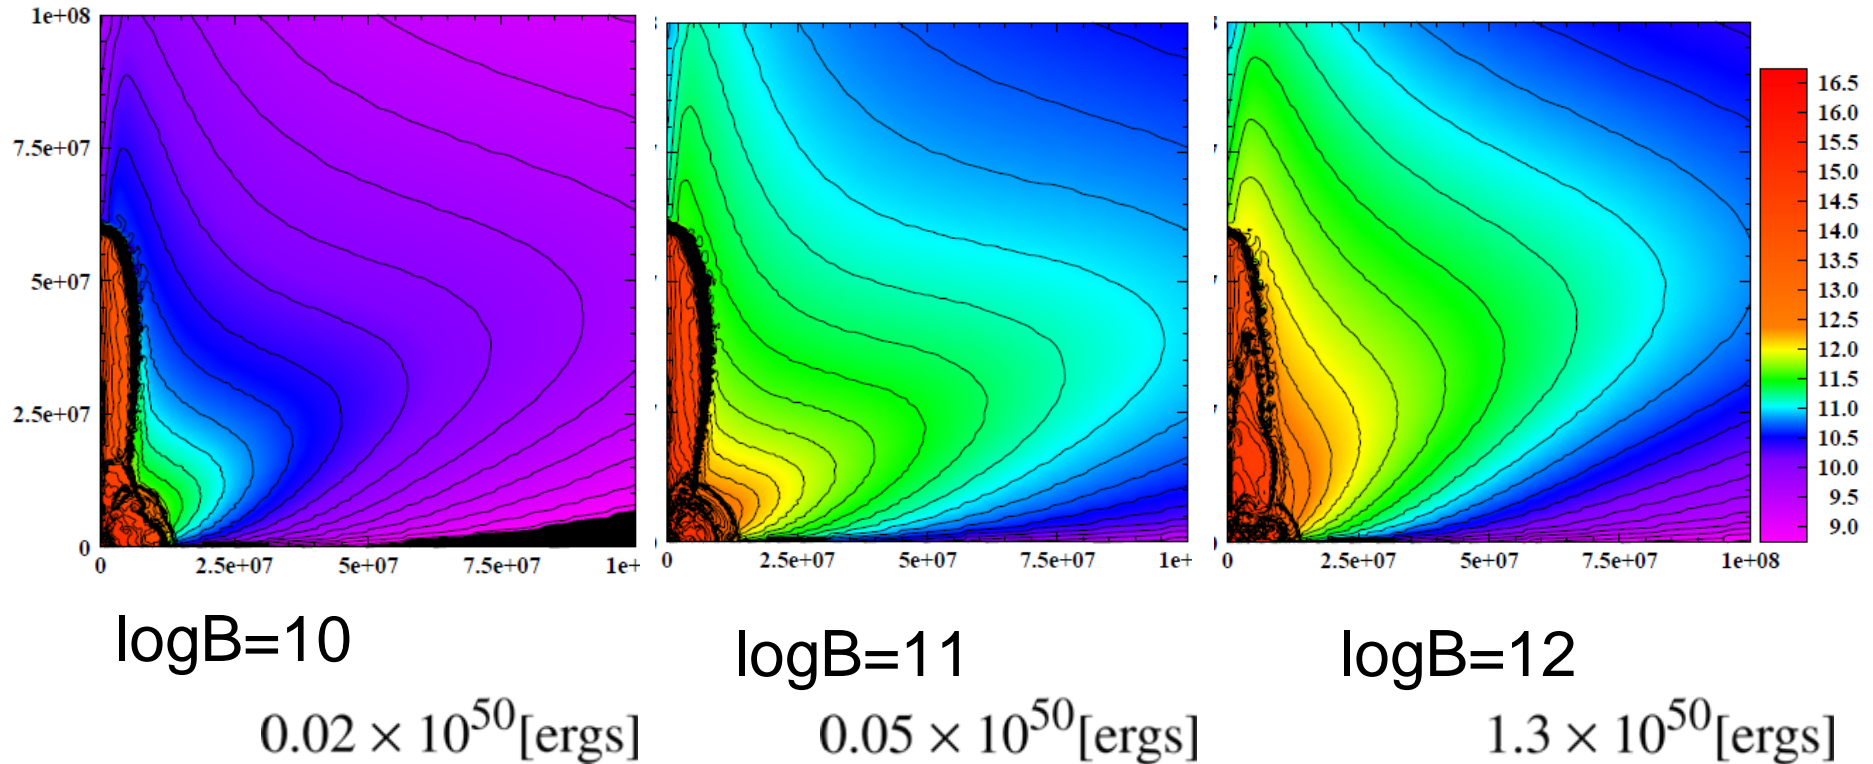 1e+08
7.5e+07
5e+07
2.5e+07
0
0 2.5e+07 5e+07 7.5e+07 1e+
0 2.5e+07 5e+07 7.5e+07 1e+
0 2.5e+07 5e+07 7.5e+07 1e+08
16.5
16.0
15.5
15.0
14.5
14.0
13.5
13.0
12.5
12.0
11.5
11.0
10.5
10.0
9.5
9.0
logB=10
logB=11
logB=12
0.02 × 10^50[ergs]
0.05 × 10^50[ergs]
1.3 × 10^50[ergs]